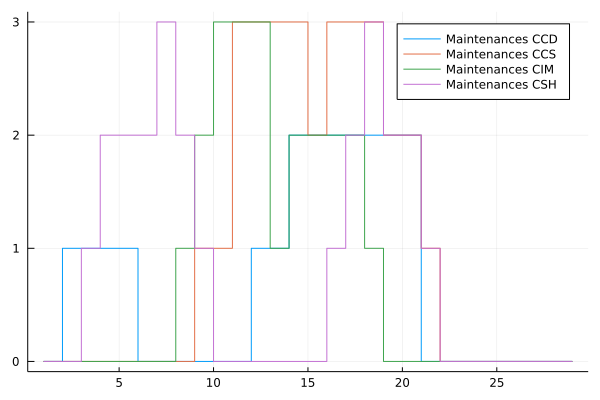 3
Maintenances CCD
Maintenances CCS
Maintenances CIM
Maintenances CSH
2
1
0
5 10 15 20 25